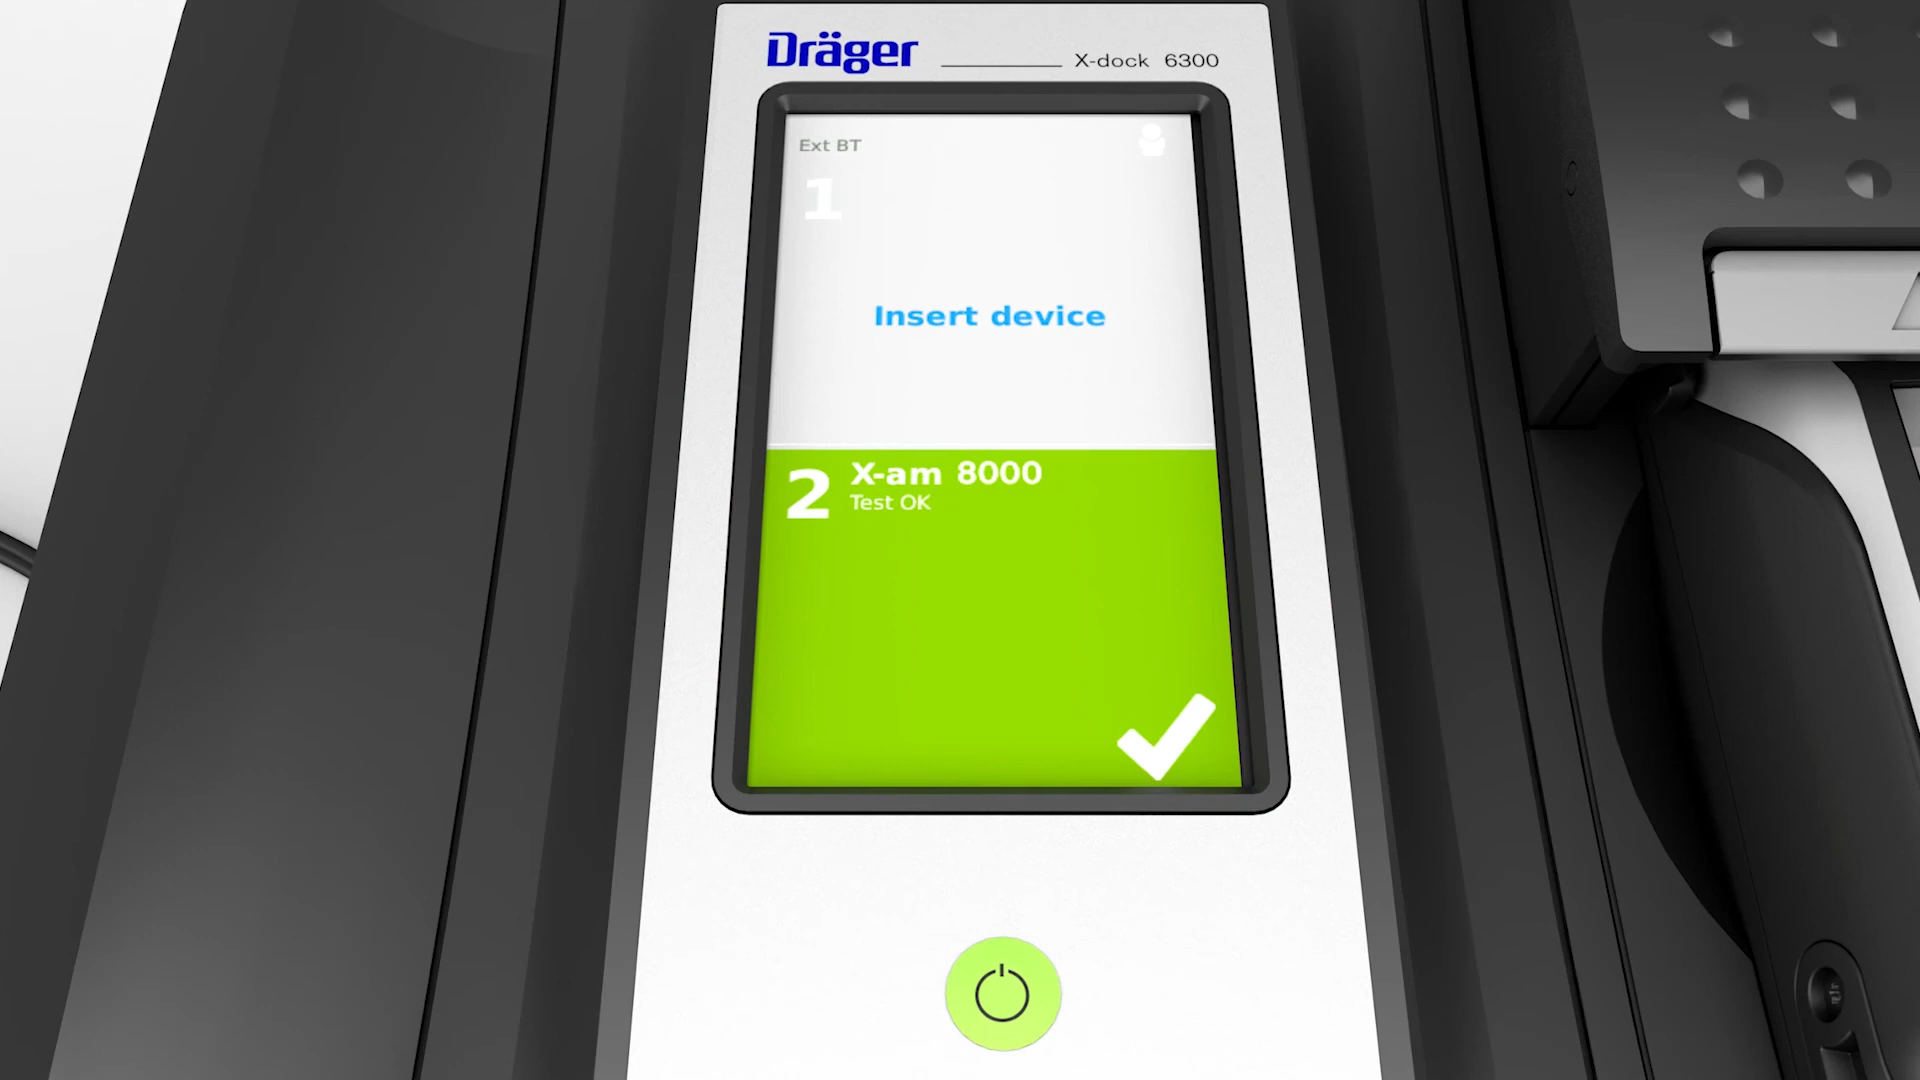 Dräger X-dock 6300
Ext BT
1
Insert device
2 X-am 8000
Test OK